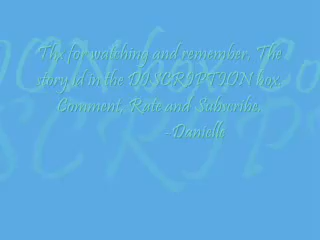 Thx for watching and remember. The
story Id in the DISCRIPTION box.
Comment, Rate and Subscribe.
-Danielle